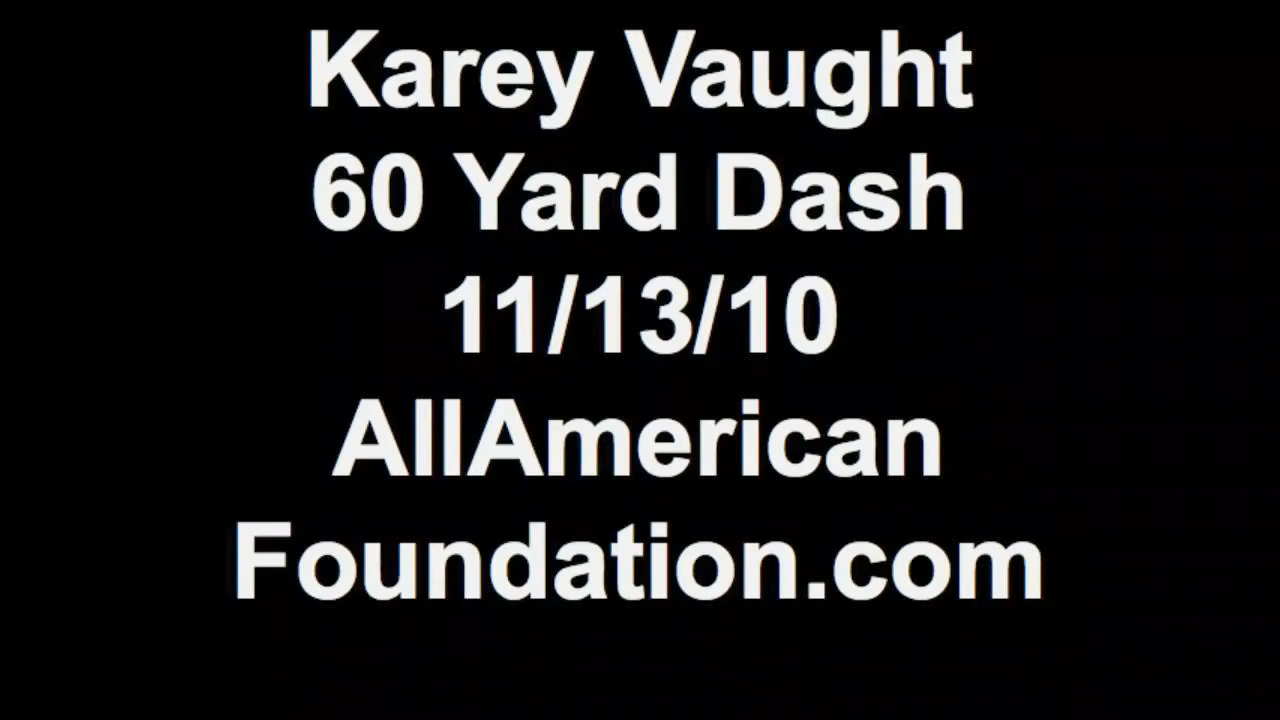 Karey Vaught
60 Yard Dash
11/13/10
AllAmerican
Foundation.com